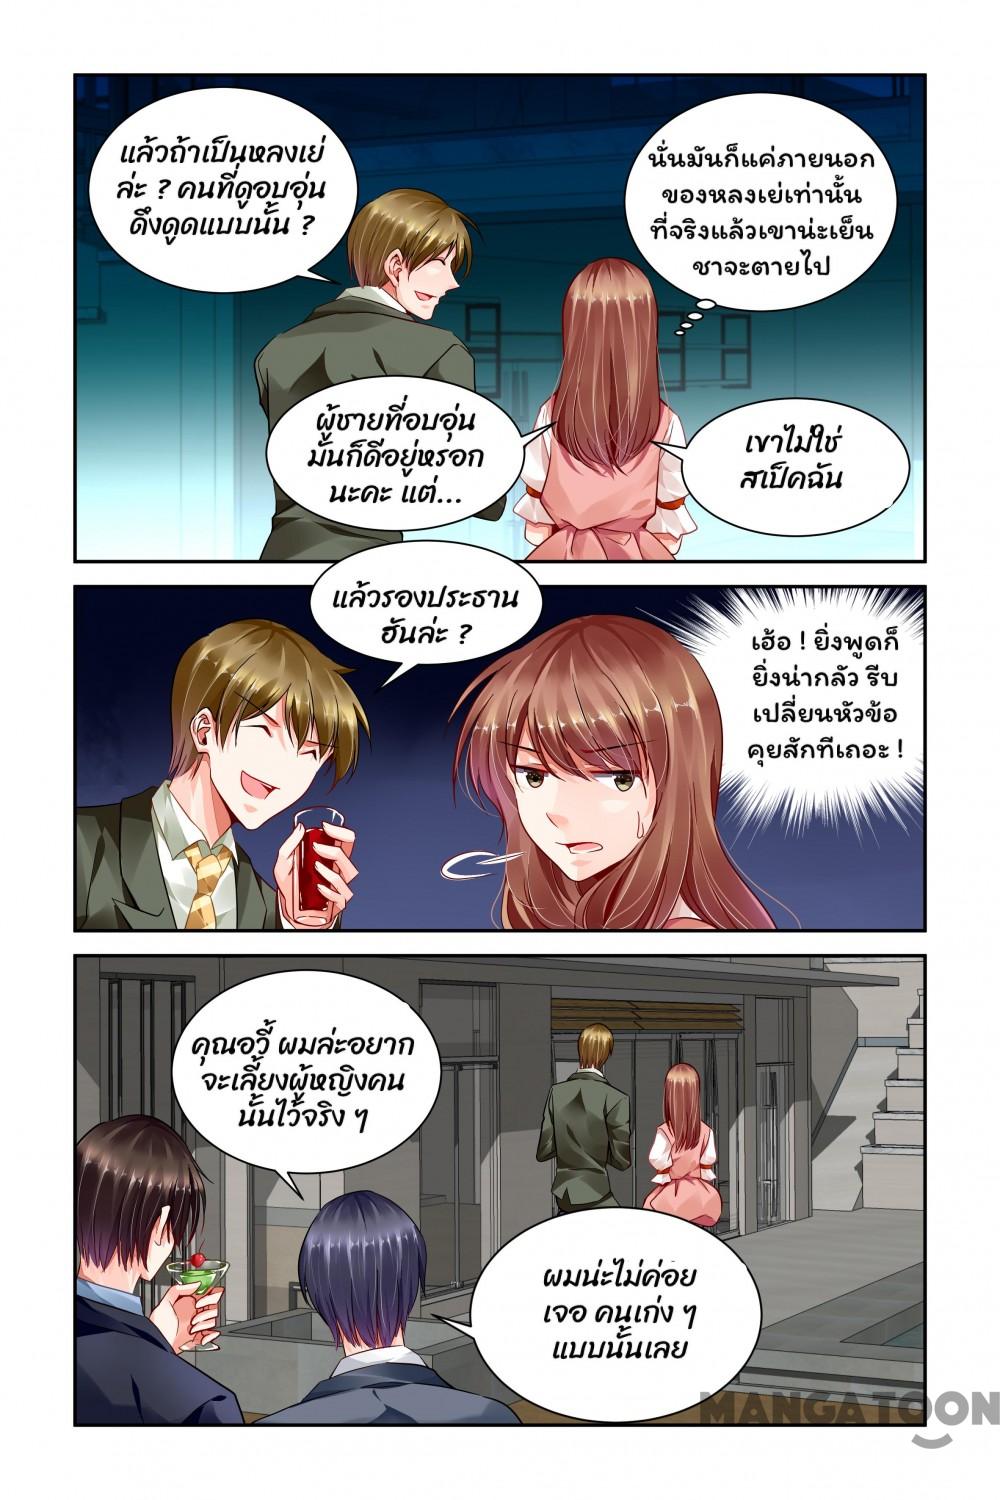 แล้วถ้าเป็นหลงเย่
ล่ะ ? คนที่ดูอบอุ่น
ดึงดูดแบบนั้น ?
นั่นมันก็แค่ภายนอก
ของหลงเย่เท่านั้น
ที่จริงแล้วเขาน่ะเย็น
ชาจะตายไป
ผู้ชายที่อบอุ่น
มันก็ดีอยู่หรอก
นะคะ แต่...
เขาไม่ใช่
สเป็คฉัน
แล้วรองประธาน
ฮันล่ะ ?
เฮ้อ ! ยิ่งพูดก็
ยิ่งน่ากลัว รีบ
เปลี่ยนหัวข้อ
คุยสักทีเถอะ !
คุณอวี้ ผมล่ะอยาก
จะเลี้ยงผู้หญิงคน
นั้นไว้จริง ๆ
ผมน่ะไม่ค่อย
เจอ คนเก่ง ๆ
แบบนั้นเลย
MANGATOON